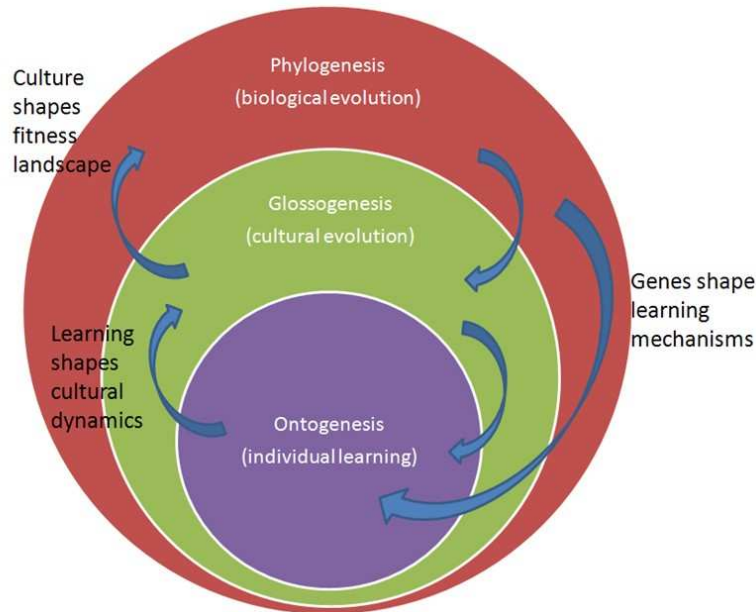 Phylogenesis
(biological evolution)
Culture
shapes
fitness
landscape
Glossogenesis
(cultural evolution)
Genes shape
learning
mechanisms
Learning
shapes
cultural
dynamics
Ontogenesis
(individual learning)